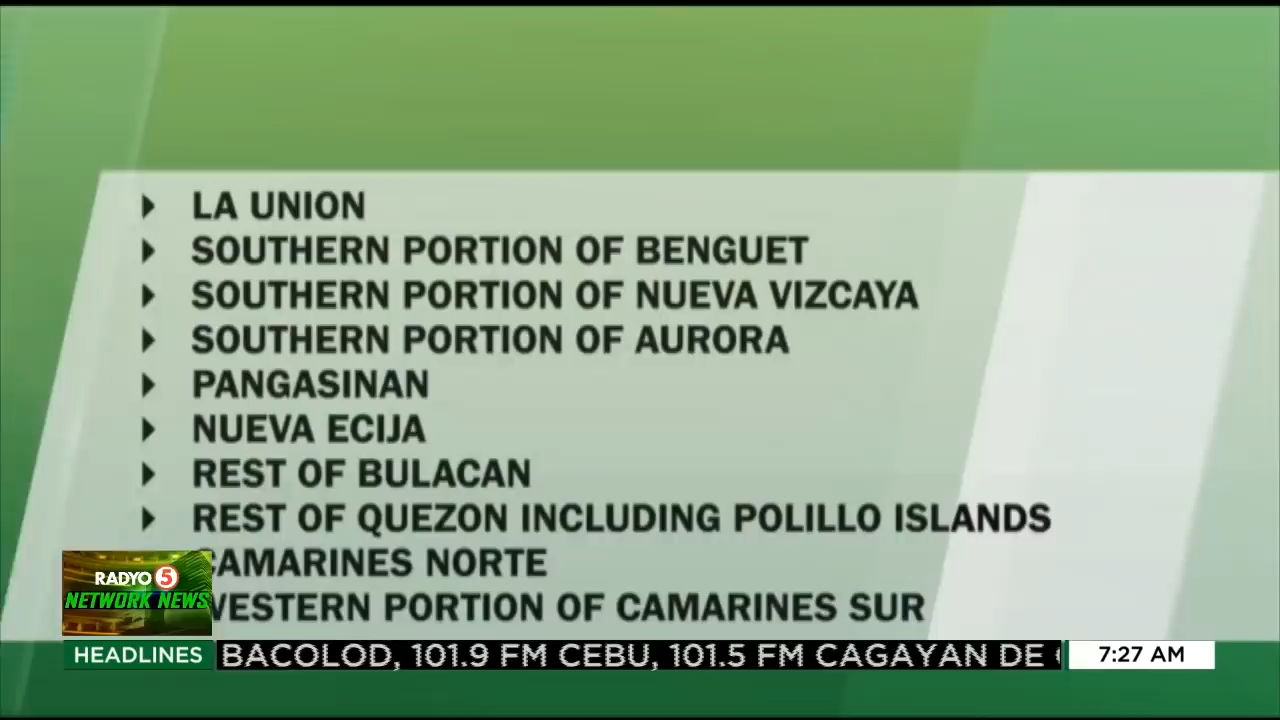 LA UNION
SOUTHERN PORTION OF BENGUET
SOUTHERN PORTION OF NUEVA VIZCAYA
SOUTHERN PORTION OF AURORA
PANGASINAN
NUEVA ECIJA
REST OF BULACAN
REST OF QUEZON INCLUDING POLILLO ISLANDS
CAMARINES NORTE
WESTERN PORTION OF CAMARINES SUR
RADYO 5
NETWORK NEWS
HEADLINES
BACOLOD, 101.9 FM CEBU, 101.5 FM CAGAYAN DE
7:27 AM